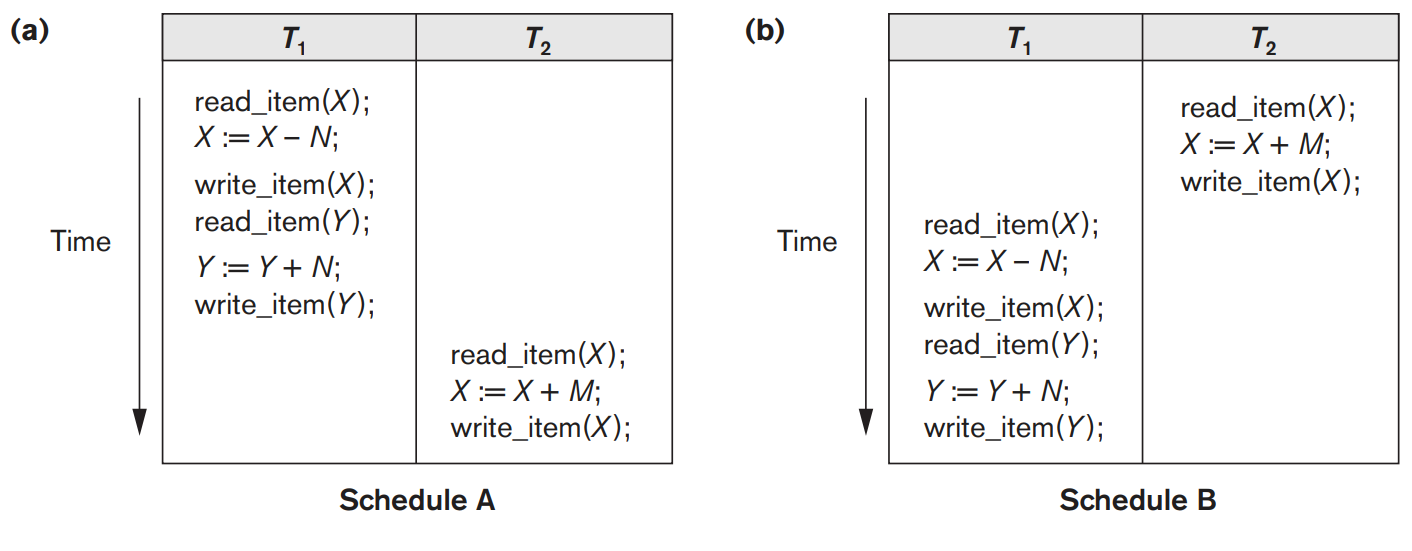 (a)
T1 T2
read_item(X);
X := X – N;
write_item(X);
read_item(Y);
Time
Y := Y + N;
write_item(Y);
read_item(X);
X := X + M;
write_item(X);
Schedule A
(b)
T1 T2
read_item(X);
X := X + M;
write_item(X);
read_item(X);
Time
X := X – N;
write_item(X);
read_item(Y);
Y := Y + N;
write_item(Y);
Schedule B